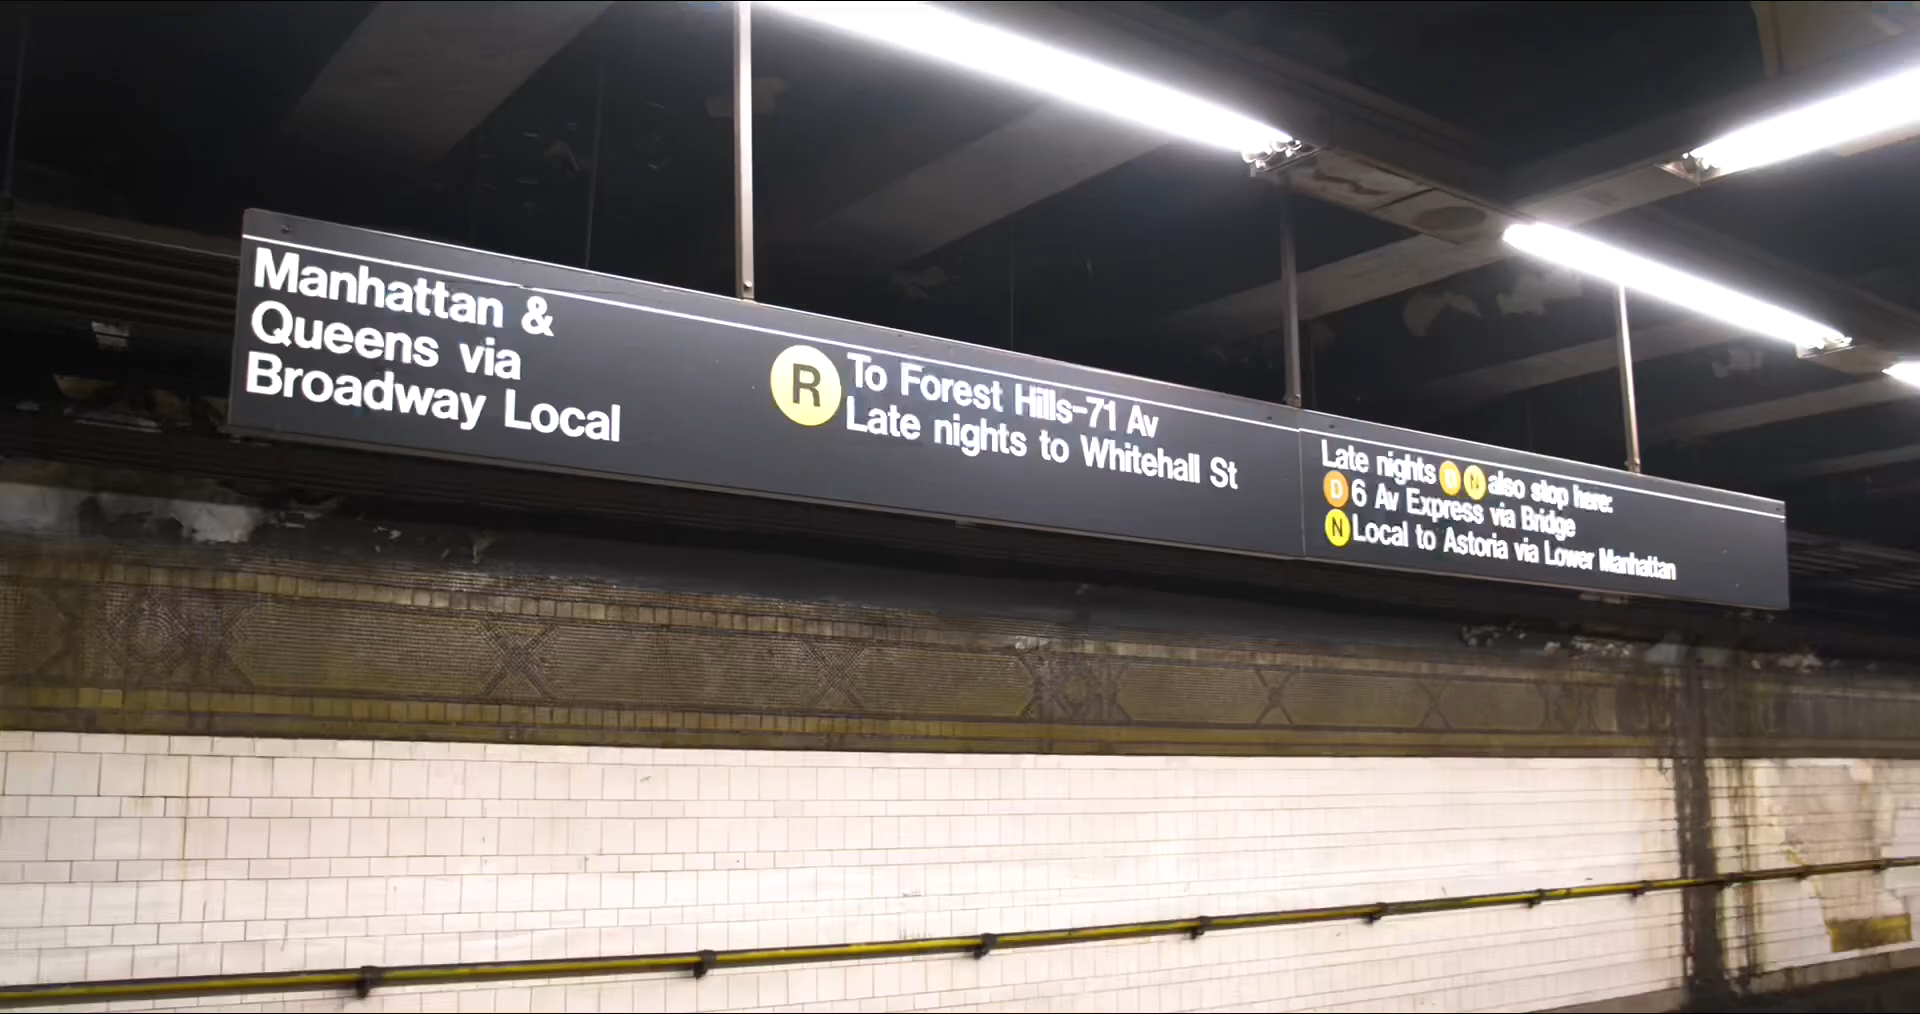 Manhattan &
Queens via
Broadway Local
R To Forest Hills-71 Av
Late nights to Whitehall St
Late nights D N also stop here:
D 6 Av Express via Bridge
N Local to Astoria via Lower Manhattan